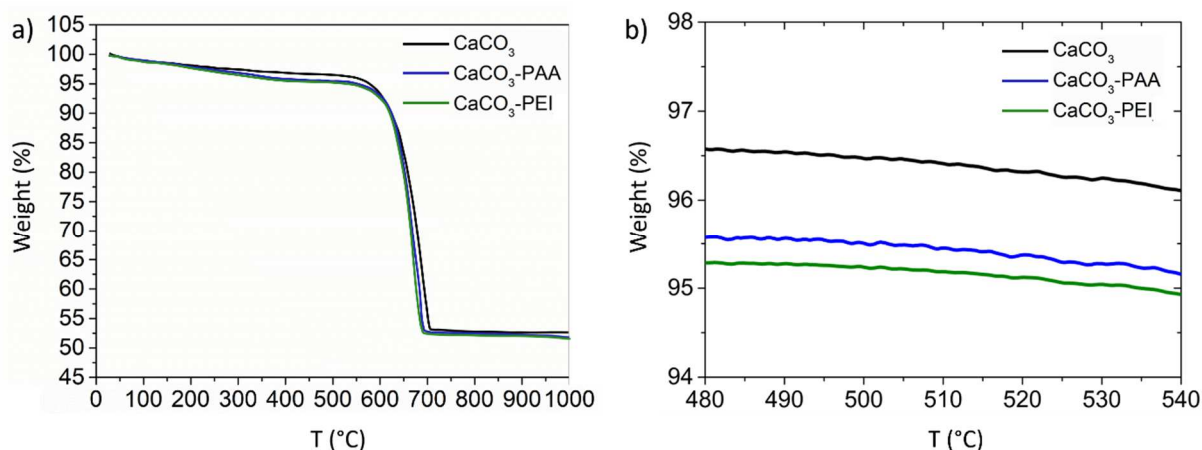 a)
Weight (%)
105
100
95
90
85
80
75
70
65
60
55
50
45
0 100 200 300 400 500 600 700 800 900 1000
T (°C)
CaCO₃
CaCO₃-PAA
CaCO₃-PEI
b)
Weight (%)
98
97
96
95
94
480 490 500 510 520 530 540
T (°C)
CaCO₃
CaCO₃-PAA
CaCO₃-PEI